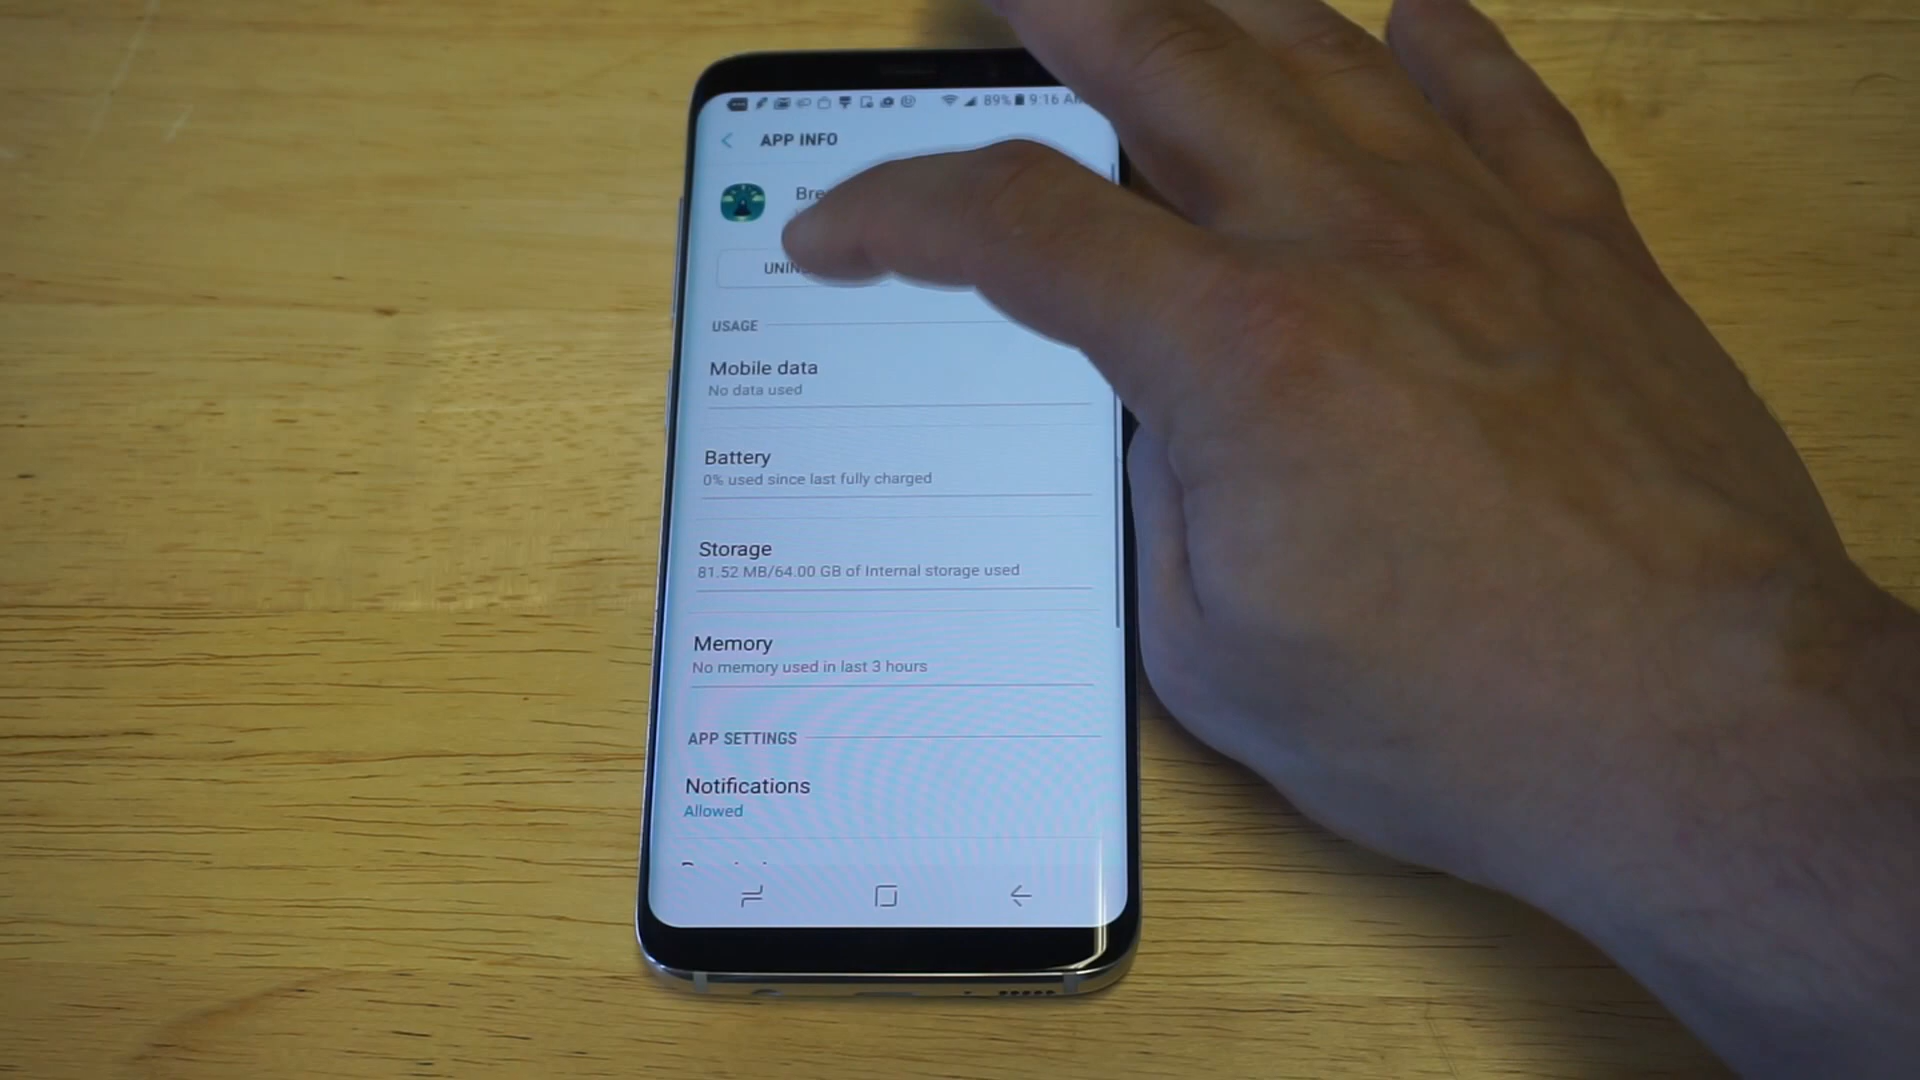 89% 9:16 AM
APP INFO
USAGE
Mobile data
No data used
Battery
0% used since last fully charged
Storage
81.52 MB/64.00 GB of Internal storage used
Memory
No memory used in last 3 hours
APP SETTINGS
Notifications
Allowed